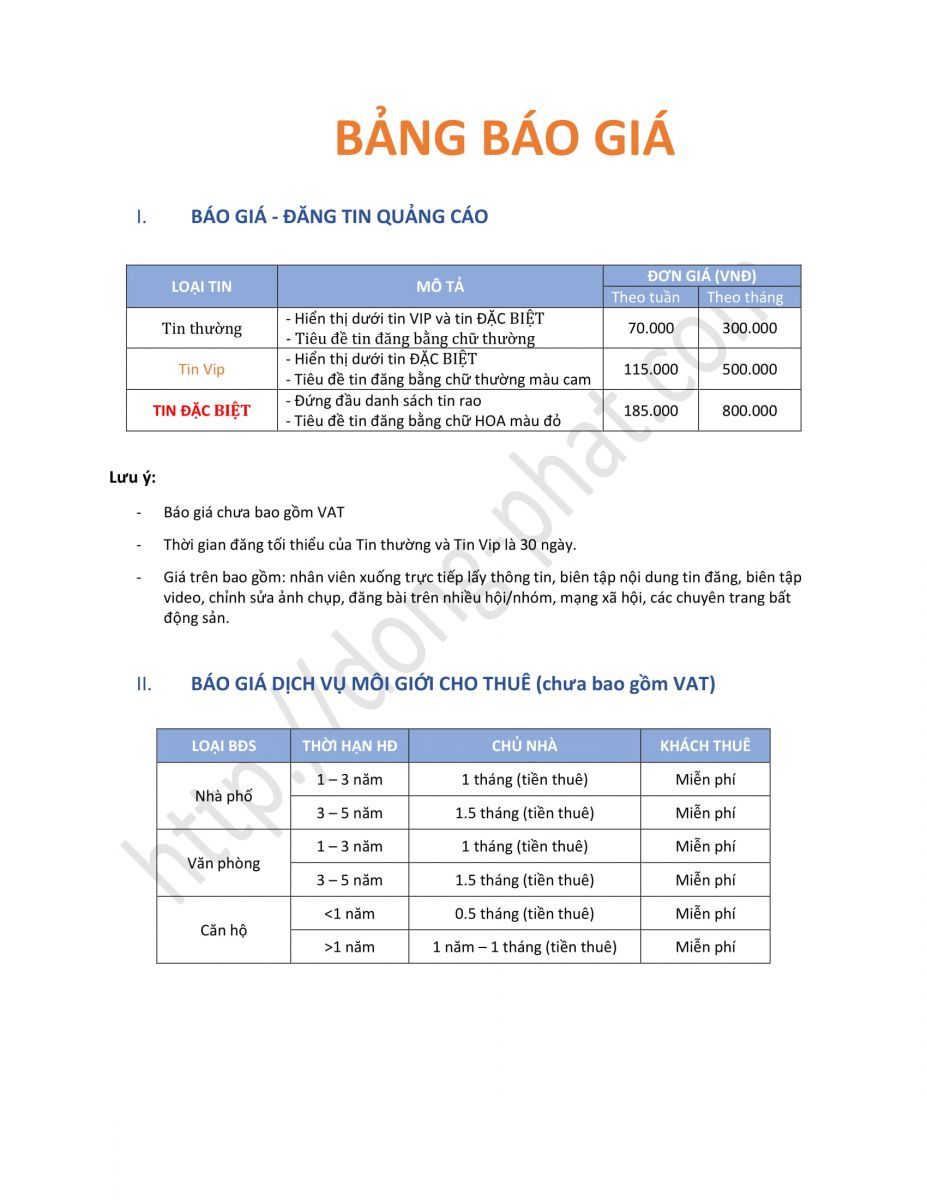 BẢNG BÁO GIÁ
I. BÁO GIÁ - ĐĂNG TIN QUẢNG CÁO
LOẠI TIN MÔ TẢ ĐƠN GIÁ (VNĐ)
Theo tuần Theo tháng
Tin thường - Hiển thị dưới tin VIP và tin ĐẶC BIỆT 70.000 300.000
- Tiêu đề tin đăng bằng chữ thường
Tin Vip - Hiển thị dưới tin ĐẶC BIỆT 115.000 500.000
- Tiêu đề tin đăng bằng chữ thường màu cam
TIN ĐẶC BIỆT - Đứng đầu danh sách tin rao 185.000 800.000
- Tiêu đề tin đăng bằng chữ HOA màu đỏ
Lưu ý:
- Báo giá chưa bao gồm VAT
- Thời gian đăng tối thiểu của Tin thường và Tin Vip là 30 ngày.
- Giá trên bao gồm: nhân viên xuống trực tiếp lấy thông tin, biên tập nội dung tin đăng, biên tập
video, chỉnh sửa ảnh chụp, đăng bài trên nhiều hội/nhóm, mạng xã hội, các chuyên trang bất
động sản.
II. BÁO GIÁ DỊCH VỤ MÔI GIỚI CHO THUÊ (chưa bao gồm VAT)
LOẠI BĐS THỜI HẠN HĐ CHỦ NHÀ KHÁCH THUÊ
Nhà phố 1 – 3 năm 1 tháng (tiền thuê) Miễn phí
3 – 5 năm 1.5 tháng (tiền thuê) Miễn phí
Văn phòng 1 – 3 năm 1 tháng (tiền thuê) Miễn phí
3 – 5 năm 1.5 tháng (tiền thuê) Miễn phí
Căn hộ <1 năm 0.5 tháng (tiền thuê) Miễn phí
>1 năm 1 năm – 1 tháng (tiền thuê) Miễn phí
http://dong-phat.com